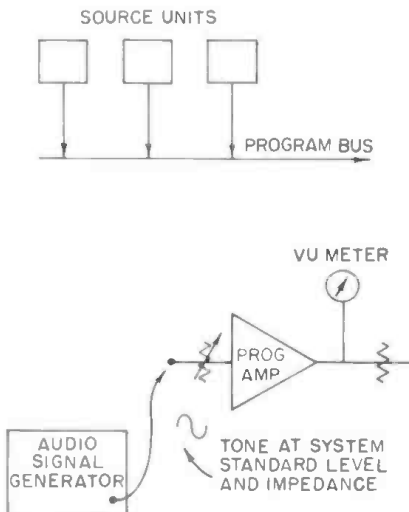 SOURCE UNITS
PROGRAM BUS
VU METER
PROG
AMP
AUDIO
SIGNAL
GENERATOR
TONE AT SYSTEM
STANDARD LEVEL
AND IMPEDANCE